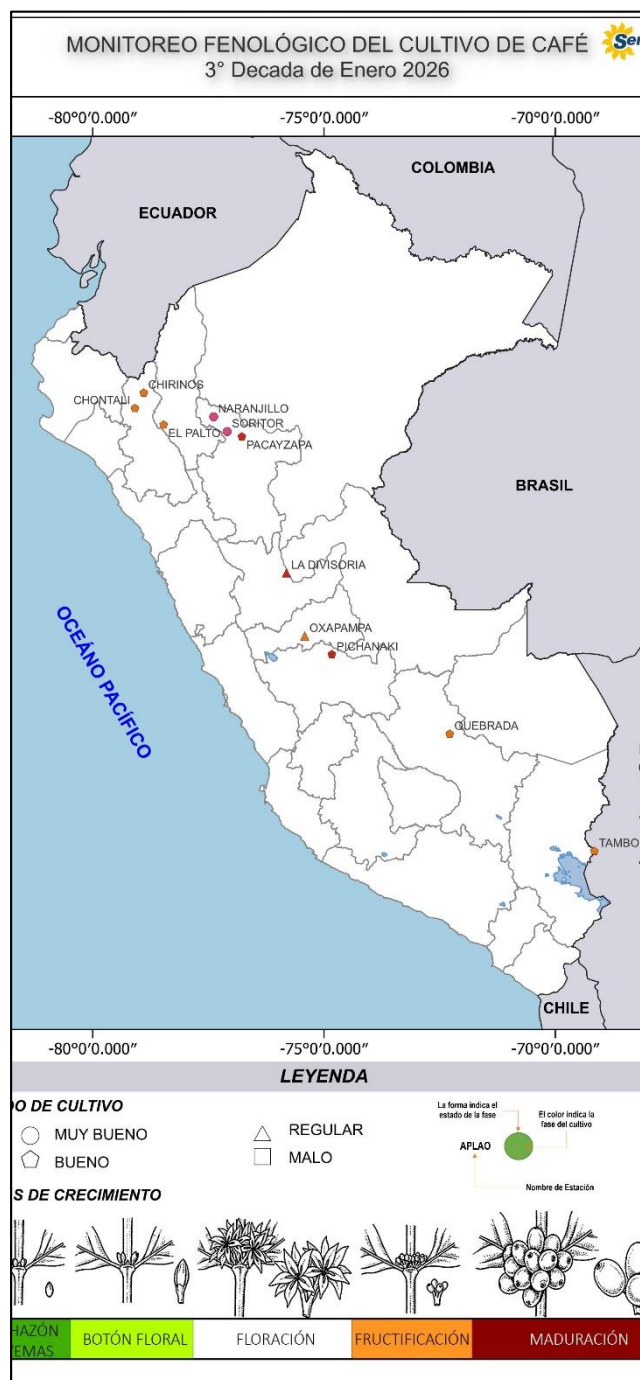 MONITOREO FENOLÓGICO DEL CULTIVO DE CAFÉ
3° Decada de Enero 2026
Ser
-80°0'0.000" -75°0'0.000" -70°0'0.000"
COLOMBIA
ECUADOR
CHIRINOS
CHONTALI
NARANJILLO
SORITOR
EL PALTO
PACAYZAPA
BRASIL
LA DIVISORIA
OXAPAMPA
PICHANAKI
OCEÁNO PACÍFICO
QUEBRADA
TAMBO
CHILE
-80°0'0.000" -75°0'0.000" -70°0'0.000"
LEYENDA
DO DE CULTIVO
MUY BUENO
BUENO
REGULAR
MALO
La forma indica el
estado de la fase
El color indica la
fase del cultivo
APLAO
Nombre de Estación
S DE CRECIMIENTO
HAZÓN
YEMAS
BOTÓN FLORAL
FLORACIÓN
FRUCTIFICACIÓN
MADURACIÓN